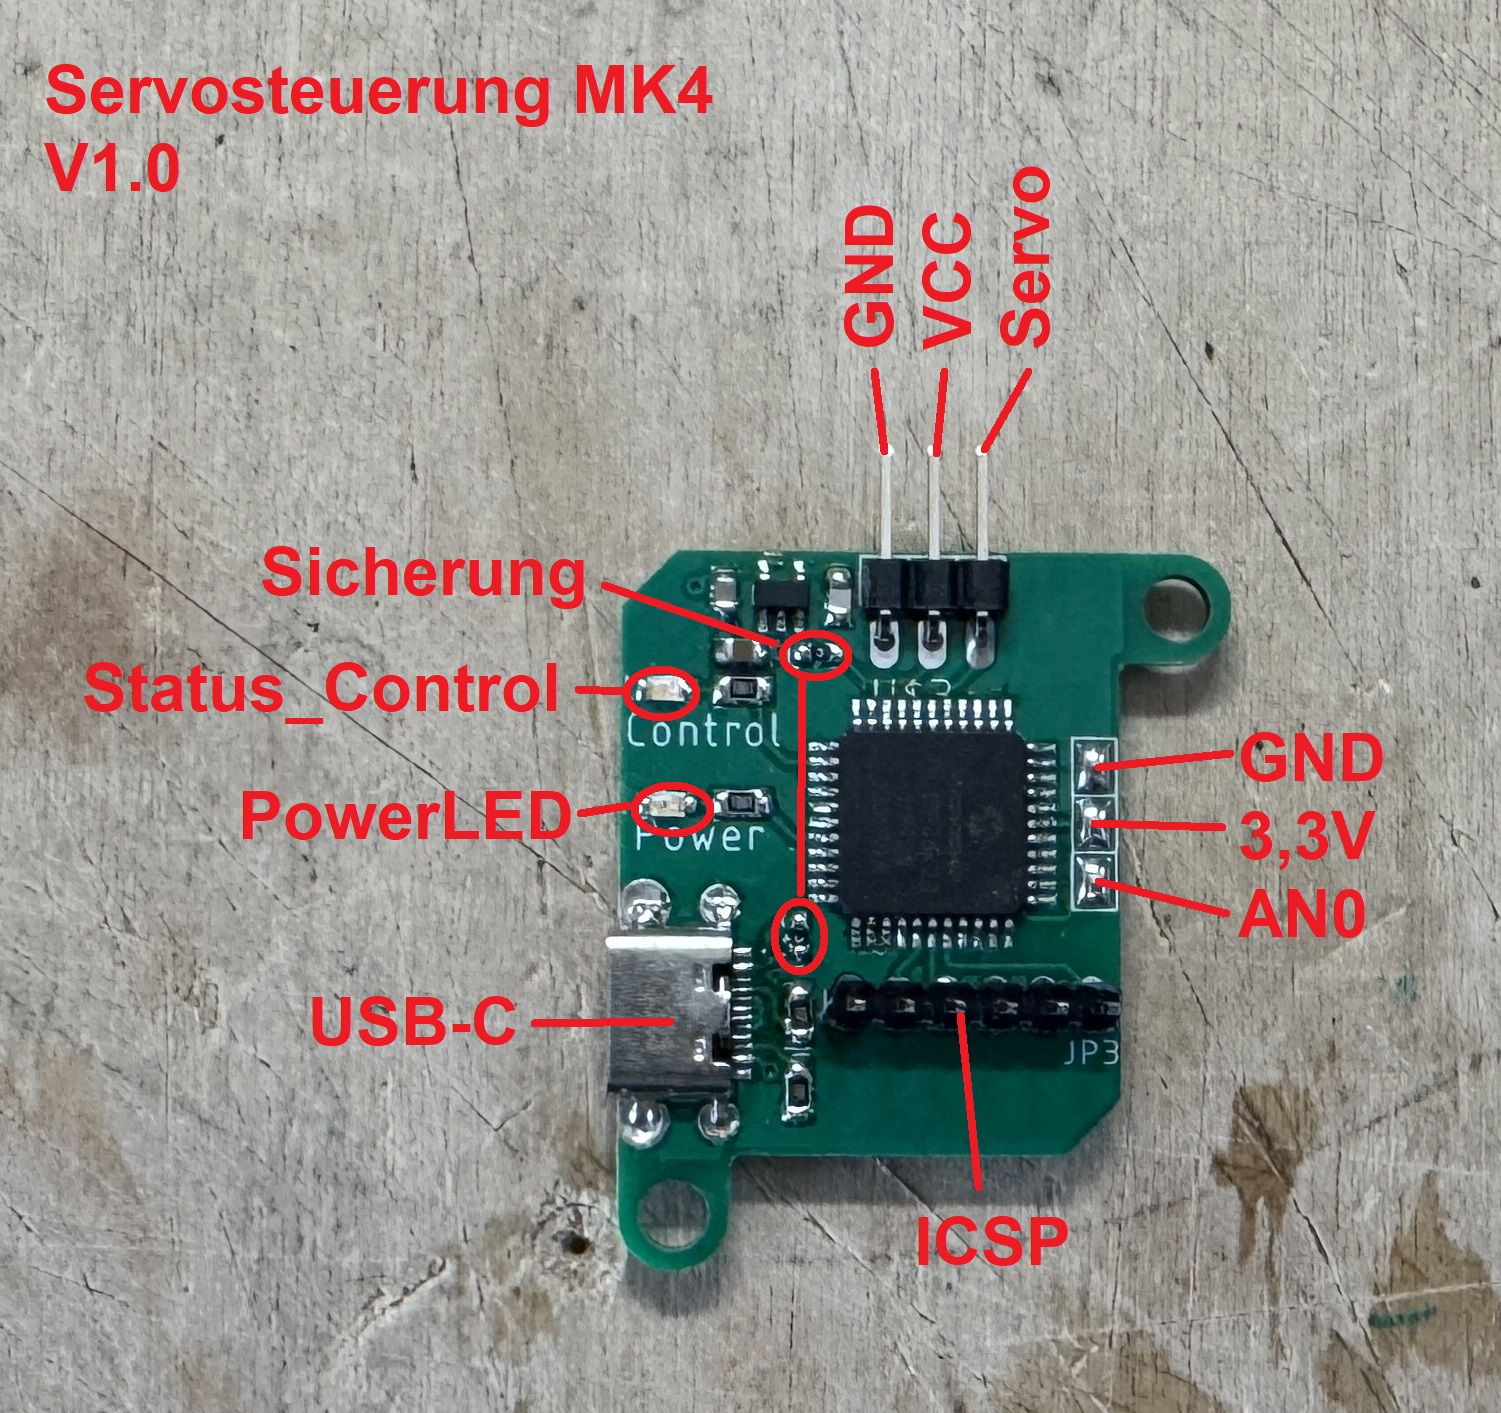 Servosteuerung MK4
V1.0
GND
VCC
Servo
Sicherung
Status_Control
Control
PowerLED
Power
GND
3,3V
AN0
USB-C
JP3
ICSP